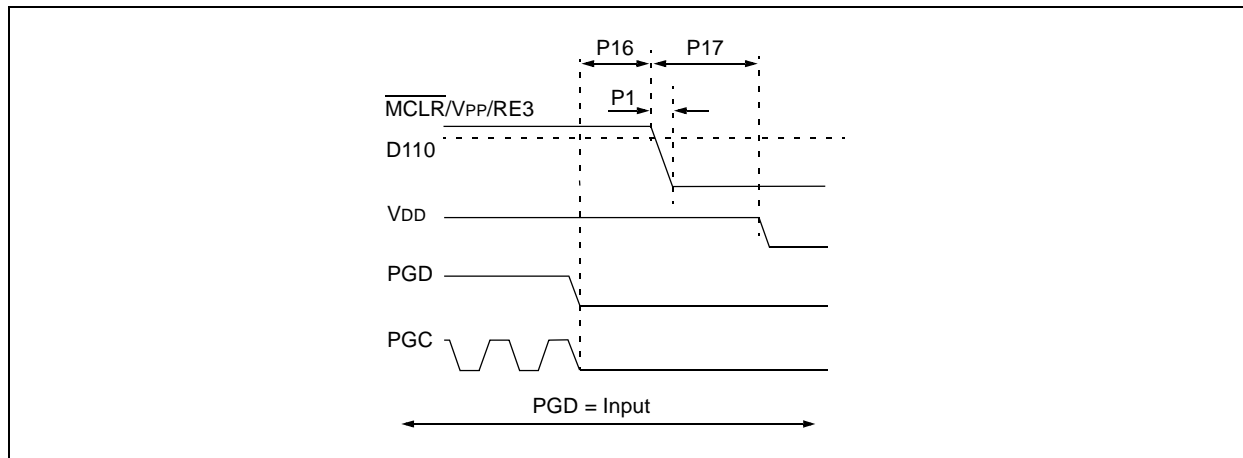 P16 P17
P1
MCLR/VPP/RE3
D110
VDD
PGD
PGC
PGD = Input